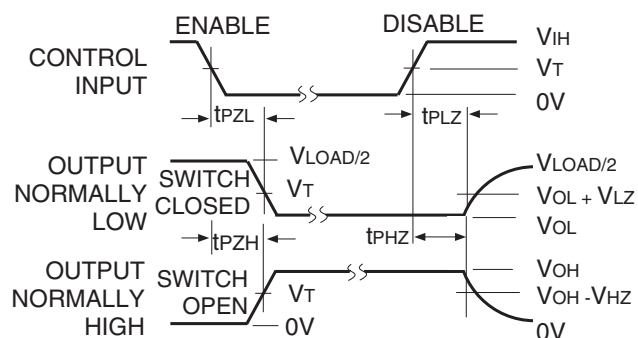 ENABLE
DISABLE
CONTROL
INPUT
VIH
VT
0V
tPZL
tPLZ
OUTPUT
NORMALLY
LOW
SWITCH
CLOSED
VLOAD/2
VT
VLOAD/2
VOL + VLZ
VOL
tPZH
tPHZ
OUTPUT
NORMALLY
HIGH
SWITCH
OPEN
VT
0V
VOH
VOH -VHZ
0V